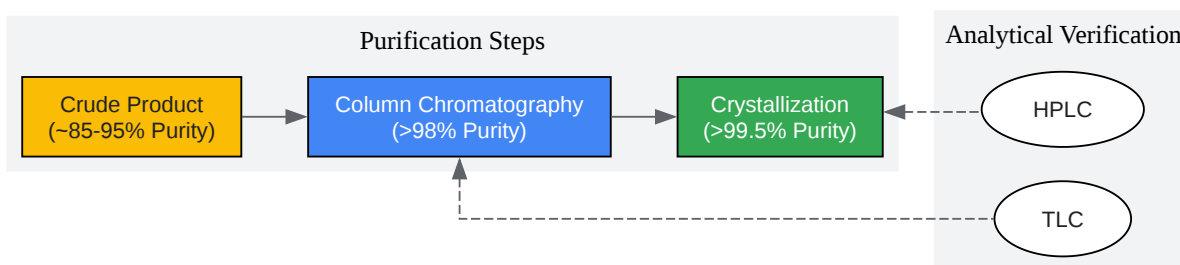 Purification Steps
Analytical Verification
Crude Product
(~85-95% Purity)
Column Chromatography
(>98% Purity)
Crystallization
(>99.5% Purity)
HPLC
TLC